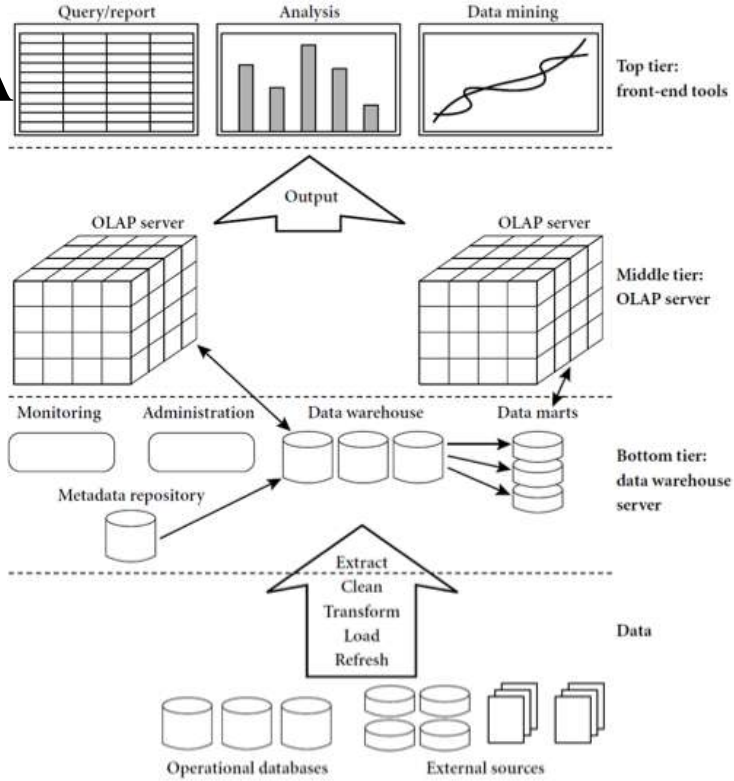 Query/report
Analysis
Data mining
A
Top tier:
front-end tools
Output
OLAP server
OLAP server
Middle tier:
OLAP server
Monitoring
Administration
Data warehouse
Data marts
Metadata repository
Bottom tier:
data warehouse
server
Extract
Clean
Transform
Load
Refresh
Data
Operational databases
External sources